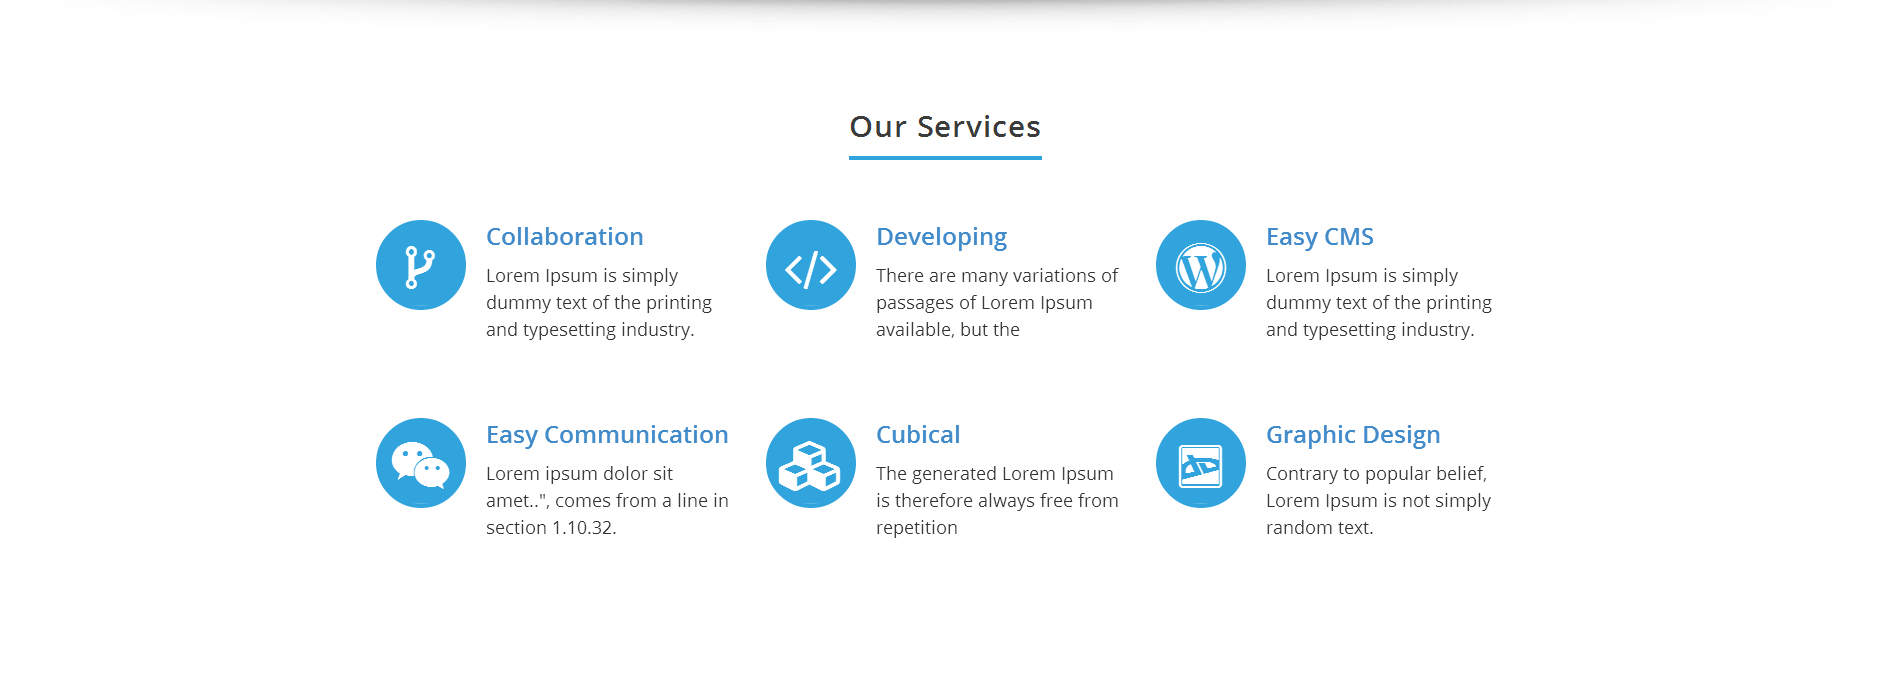 Our Services
Collaboration
Lorem Ipsum is simply
dummy text of the printing
and typesetting industry.
Developing
There are many variations of
passages of Lorem Ipsum
available, but the
Easy CMS
Lorem Ipsum is simply
dummy text of the printing
and typesetting industry.
Easy Communication
Lorem ipsum dolor sit
amet..", comes from a line in
section 1.10.32.
Cubical
The generated Lorem Ipsum
is therefore always free from
repetition
Graphic Design
Contrary to popular belief,
Lorem Ipsum is not simply
random text.